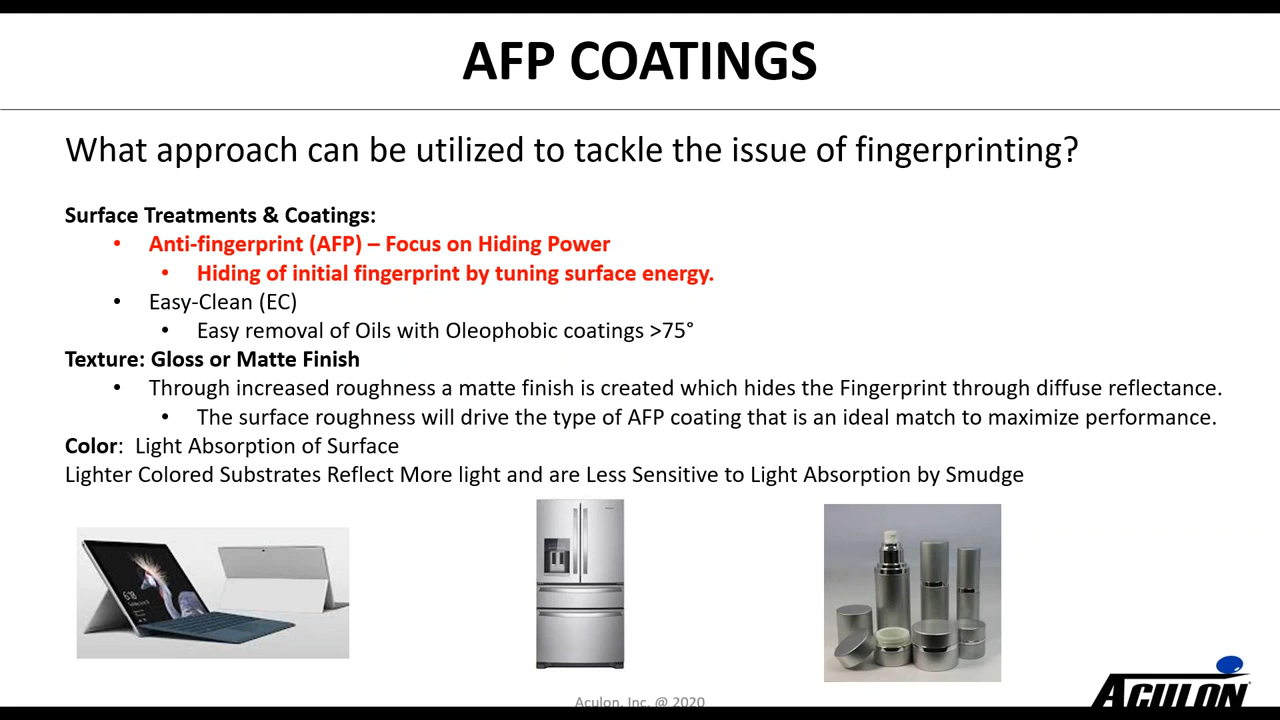 AFP COATINGS
What approach can be utilized to tackle the issue of fingerprinting?
Surface Treatments & Coatings:
• Anti-fingerprint (AFP) – Focus on Hiding Power
• Hiding of initial fingerprint by tuning surface energy.
• Easy-Clean (EC)
• Easy removal of Oils with Oleophobic coatings >75°
Texture: Gloss or Matte Finish
• Through increased roughness a matte finish is created which hides the Fingerprint through diffuse reflectance.
• The surface roughness will drive the type of AFP coating that is an ideal match to maximize performance.
Color: Light Absorption of Surface
Lighter Colored Substrates Reflect More light and are Less Sensitive to Light Absorption by Smudge
6:18
Aculon, Inc. @ 2020
ACULON